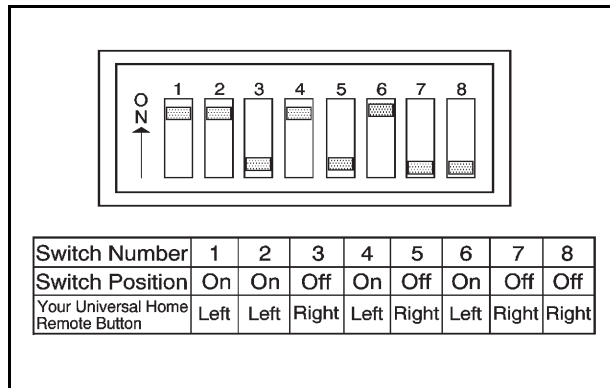 1 2 3 4 5 6 7 8
ON
Switch Number 1 2 3 4 5 6 7 8
Switch Position On On Off On Off On Off Off
Your Universal Home Remote Button Left Left Right Left Right Left Right Right